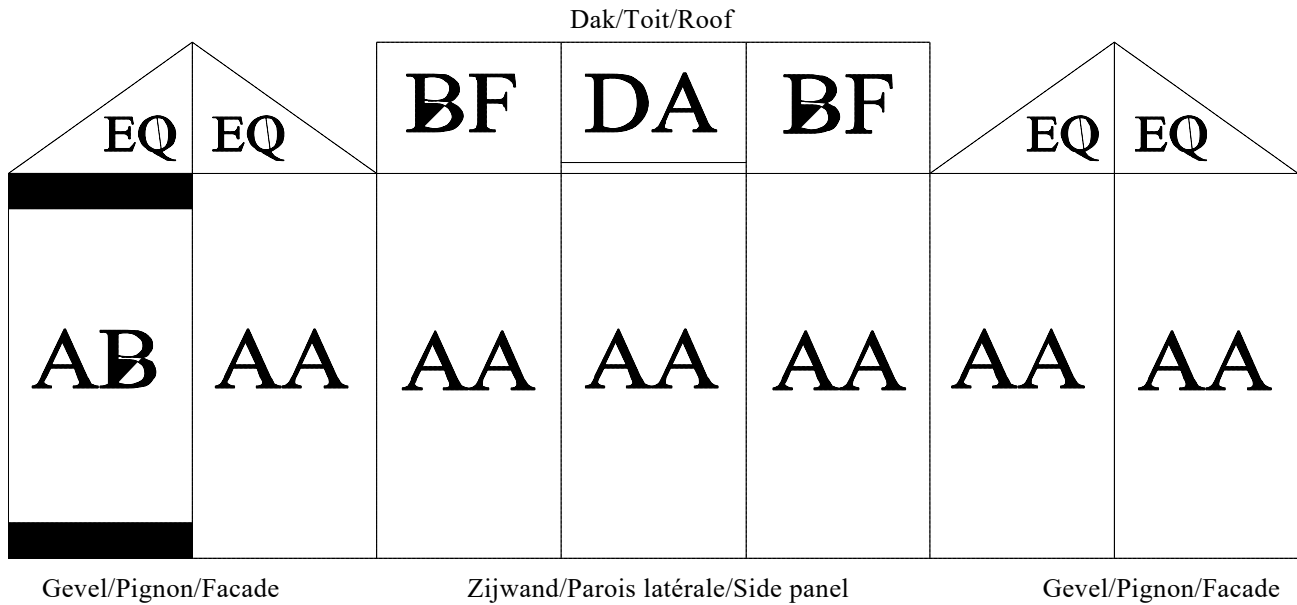 Dak/Toit/Roof
BF DA BF
EQ EQ EQ EQ
AB AA AA AA AA AA AA
Gevel/Pignon/Facade Zijwand/Parois latérale/Side panel Gevel/Pignon/Facade